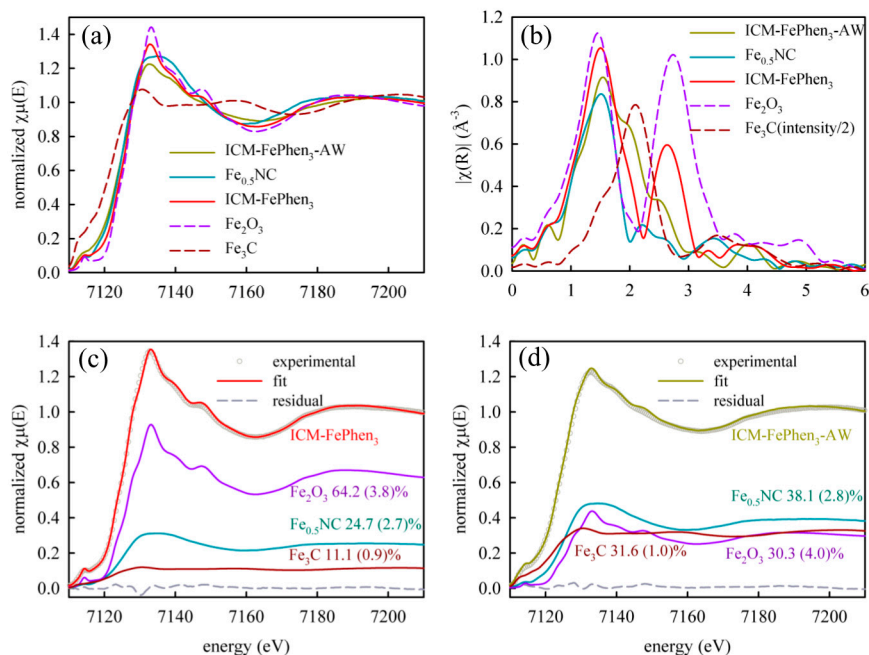 (a)
normalized χμ(E)
1.4
1.2
1.0
0.8
0.6
0.4
0.2
0.0
ICM-FePhen₃-AW
Fe₀.₅NC
ICM-FePhen₃
Fe₂O₃
Fe₃C
7120 7140 7160 7180 7200
(b)
|χ(R)| (Å⁻³)
1.2
1.0
0.8
0.6
0.4
0.2
0.0
ICM-FePhen₃-AW
Fe₀.₅NC
ICM-FePhen₃
Fe₂O₃
Fe₃C(intensity/2)
0 1 2 3 4 5 6
(c)
normalized χμ(E)
1.4
1.2
1.0
0.8
0.6
0.4
0.2
0.0
experimental
fit
residual
ICM-FePhen₃
Fe₂O₃ 64.2 (3.8)%
Fe₀.₅NC 24.7 (2.7)%
Fe₃C 11.1 (0.9)%
7120 7140 7160 7180 7200
energy (eV)
(d)
normalized χμ(E)
1.4
1.2
1.0
0.8
0.6
0.4
0.2
0.0
experimental
fit
residual
ICM-FePhen₃-AW
Fe₀.₅NC 38.1 (2.8)%
Fe₃C 31.6 (1.0)%
Fe₂O₃ 30.3 (4.0)%
7120 7140 7160 7180 7200
energy (eV)